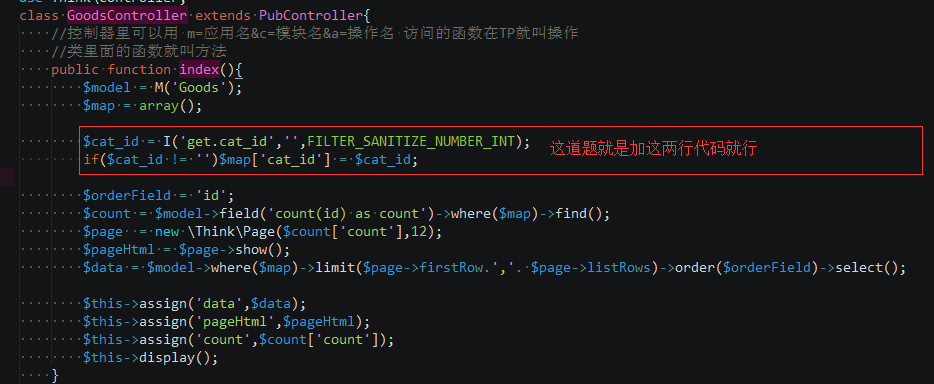 use Think\Controller;
class GoodsController extends PubController{
//控制器里可以用 m=应用名&c=模块名&a=操作名 访问的函数在TP就叫操作
//类里面的函数就叫方法
public function index(){
$model = M('Goods');
$map = array();
$cat_id = I('get.cat_id','',FILTER_SANITIZE_NUMBER_INT);
这道题就是加这两行代码就行
if($cat_id != '')$map['cat_id'] = $cat_id;
$orderField = 'id';
$count = $model->field('count(id) as count')->where($map)->find();
$page  = new \Think\Page($count['count'],12);
$pageHtml = $page->show();
$data = $model->where($map)->limit($page->firstRow.','. $page->listRows)->order($orderField)->select();
$this->assign('data',$data);
$this->assign('pageHtml',$pageHtml);
$this->assign('count',$count['count']);
$this->display();
}